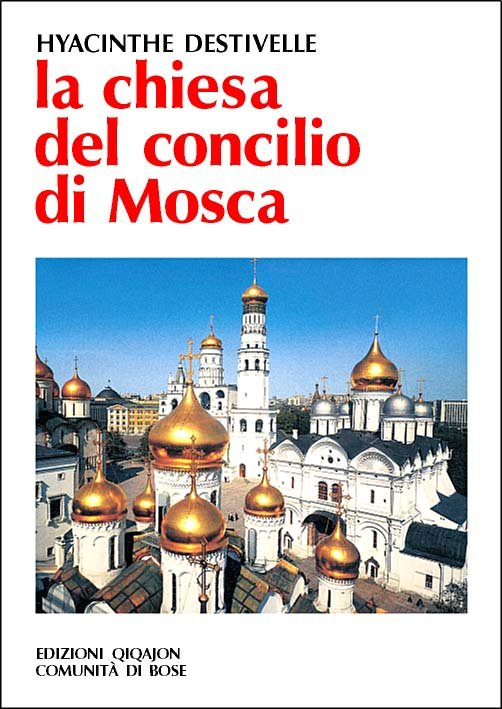 HYACINTHE DESTIVELLE
la chiesa
del concilio
di Mosca
EDIZIONI QIQAJON
COMUNITÀ DI BOSE